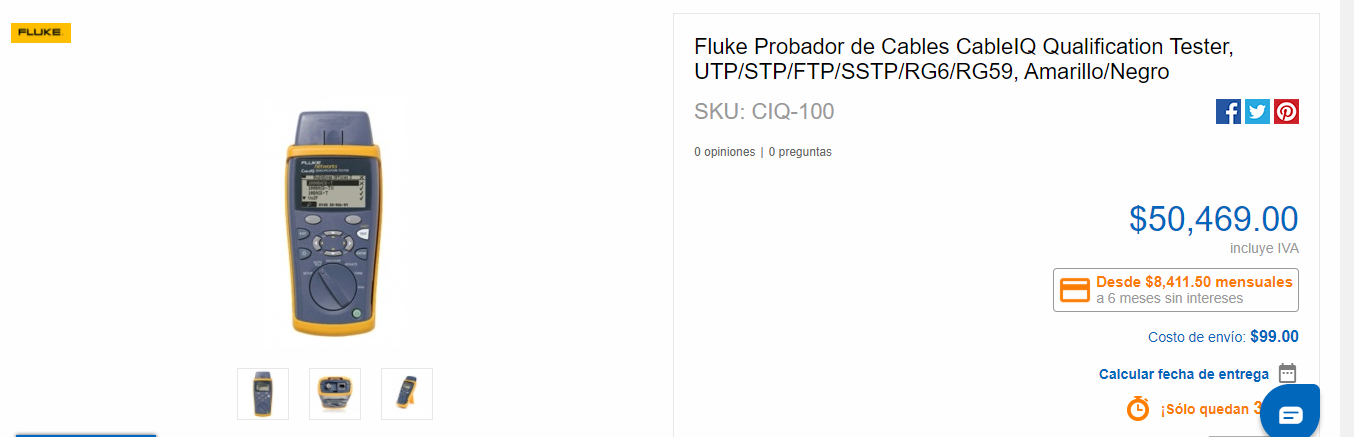 FLUKE
Fluke Probador de Cables CableIQ Qualification Tester,
UTP/STP/FTP/SSTP/RG6/RG59, Amarillo/Negro
SKU: CIQ-100
0 opiniones | 0 preguntas
$50,469.00
incluye IVA
Desde $8,411.50 mensuales
a 6 meses sin intereses
Costo de envío: $99.00
Calcular fecha de entrega
¡Sólo quedan 3
FLUKE
networks